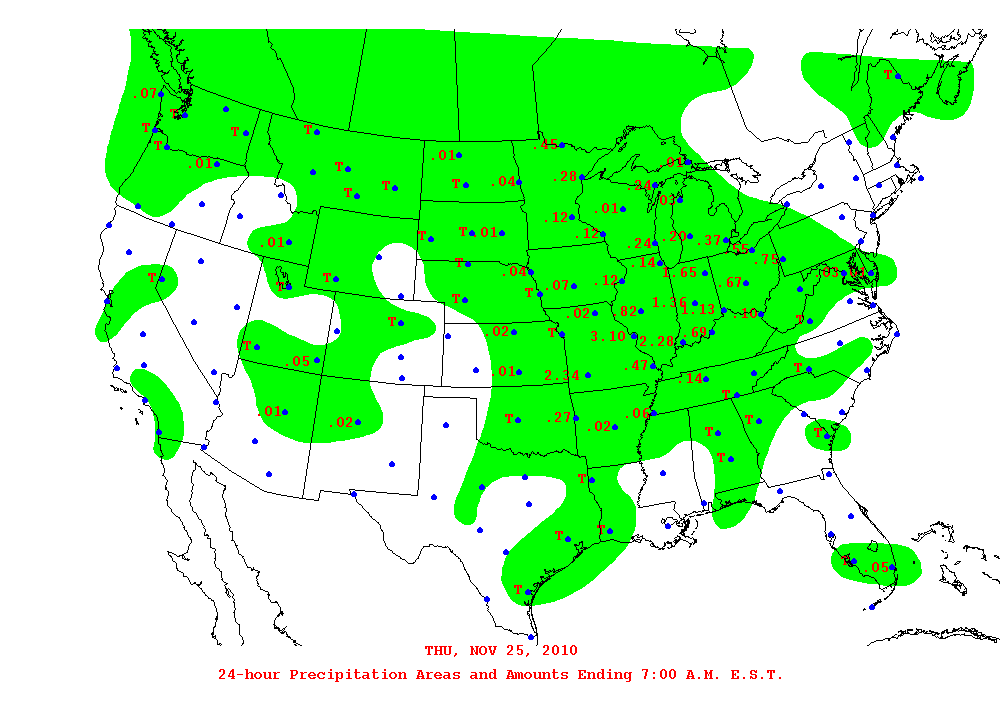 T
.07
T
T
T
T
.45
T
.01
.01
.01
T
.28
T
T
.04
.24
.03
.01
.12
T
T
.01
.12
.20
.37
.01
.24
.55
T
.14
.75
.04
1.65
.03
.01
T
T
.12
.67
T
.07
T
T
1.36
.82
1.13
.02
.10
T
T
.02
T
.69
3.10
2.28
T
.05
.47
T
.01
2.34
.14
T
.01
.06
T
.27
T
.02
.02
T
T
T
T
T
T
T
.05
T
THU, NOV 25, 2010
24-hour Precipitation Areas and Amounts Ending 7:00 A.M. E.S.T.